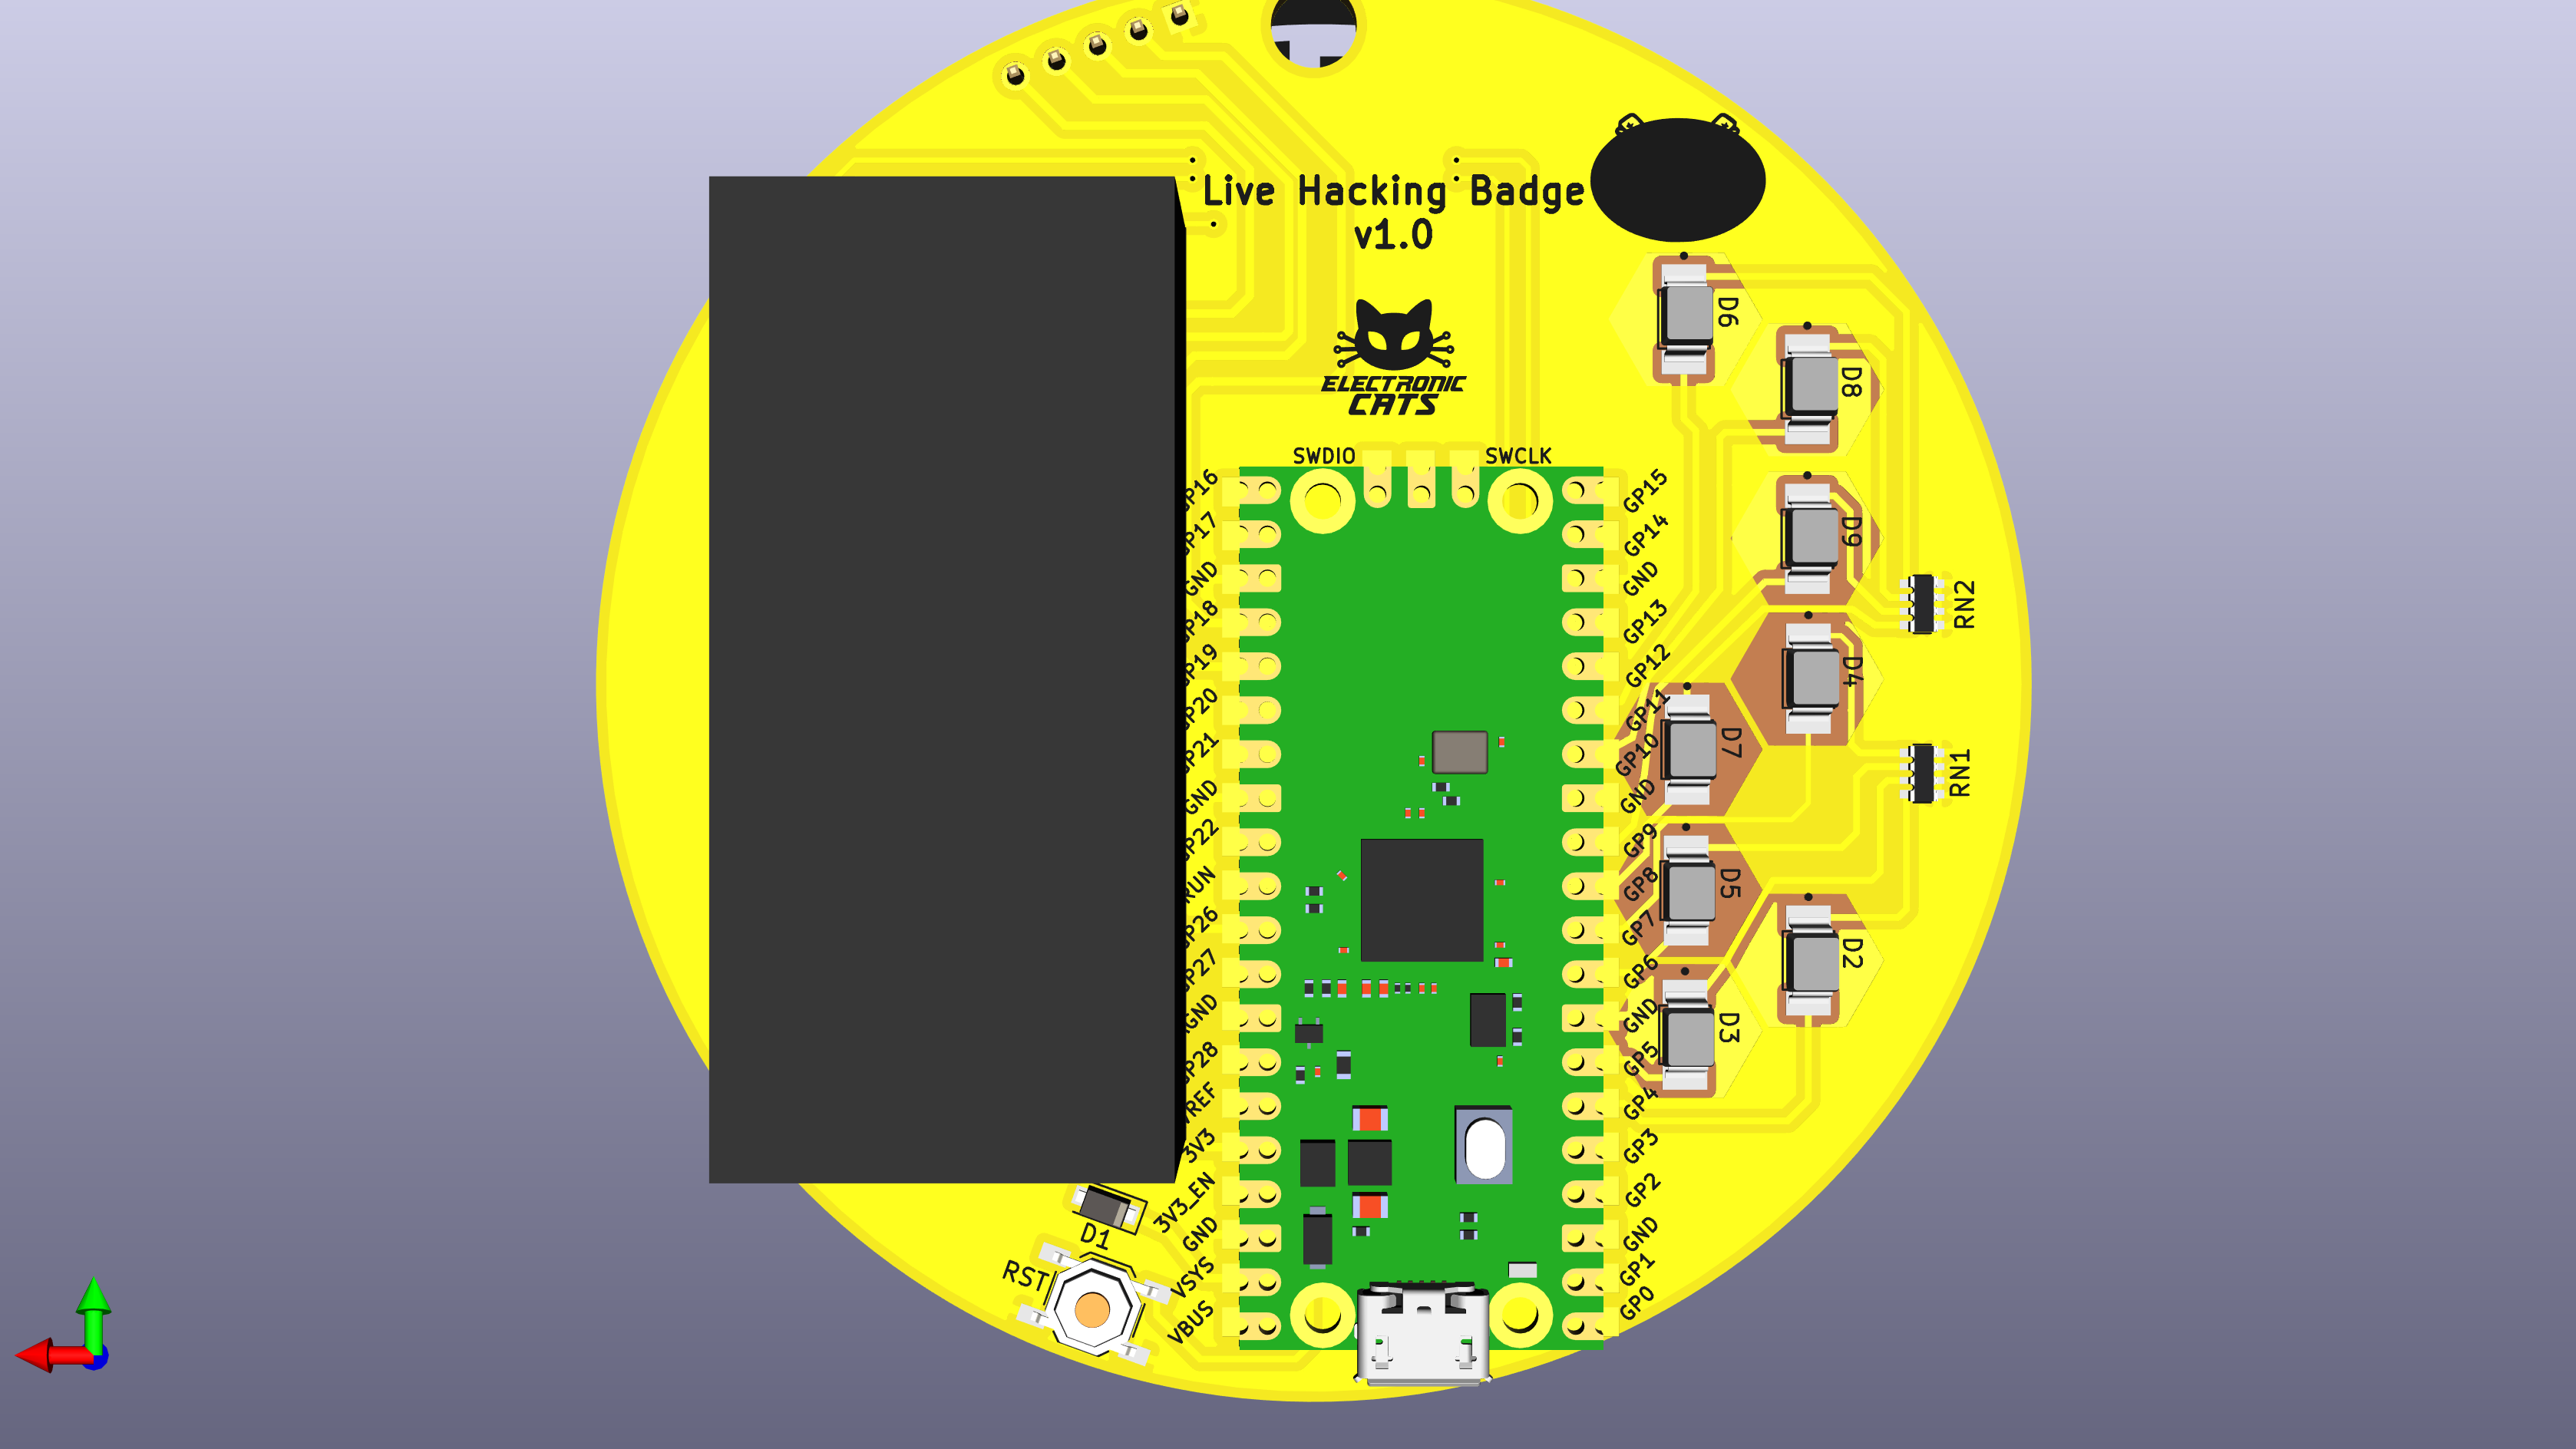 Live Hacking Badge
v1.0
ELECTRONIC
CATS
SWDIO
SWCLK
GP16
GP17
GND
GP18
GP19
GP20
GP21
GND
GP22
RUN
GP26
GP27
GND
GP28
VREF
3V3
3V3_EN
GND
VSYS
VBUS
GP15
GP14
GND
GP13
GP12
GP11
GP10
GND
GP9
GP8
GP7
GP6
GND
GP5
GP4
GP3
GP2
GND
GP1
GP0
D6
D8
D9
D4
D7
D5
D2
D3
RN2
RN1
D1
RST